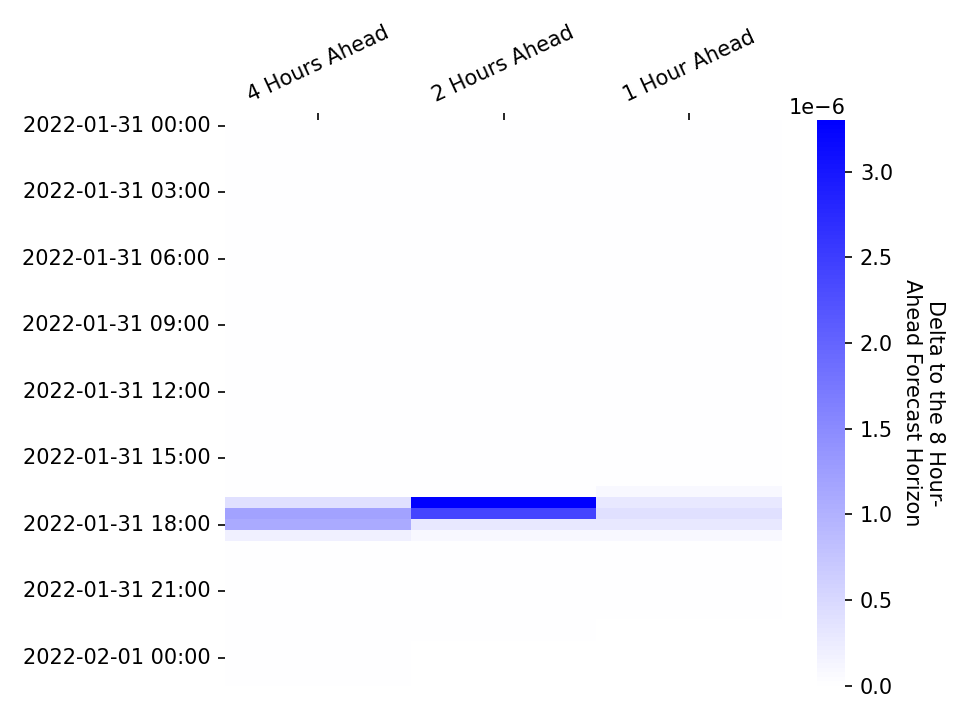 4 Hours Ahead
2 Hours Ahead
1 Hour Ahead
1e−6
2022-01-31 00:00
2022-01-31 03:00
2022-01-31 06:00
2022-01-31 09:00
2022-01-31 12:00
2022-01-31 15:00
2022-01-31 18:00
2022-01-31 21:00
2022-02-01 00:00
3.0
2.5
2.0
1.5
1.0
0.5
0.0
Delta to the 8 Hour-
Ahead Forecast Horizon